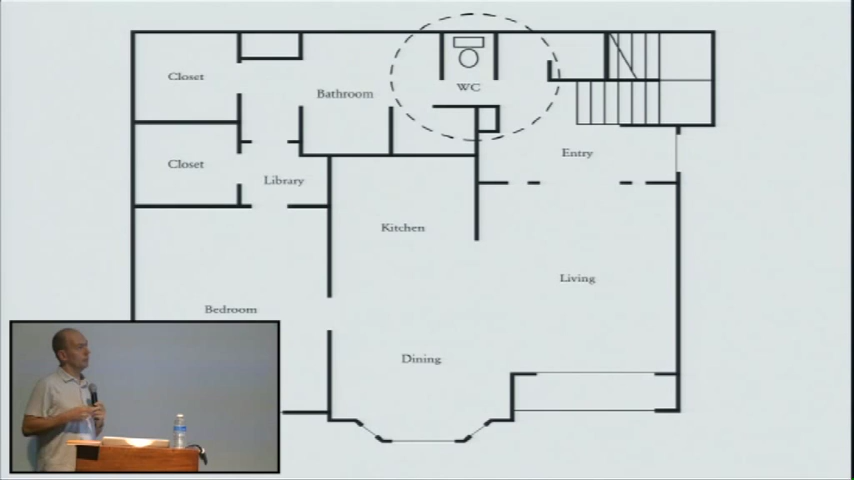 Closet
Bathroom
WC
Closet
Library
Entry
Kitchen
Living
Bedroom
Dining